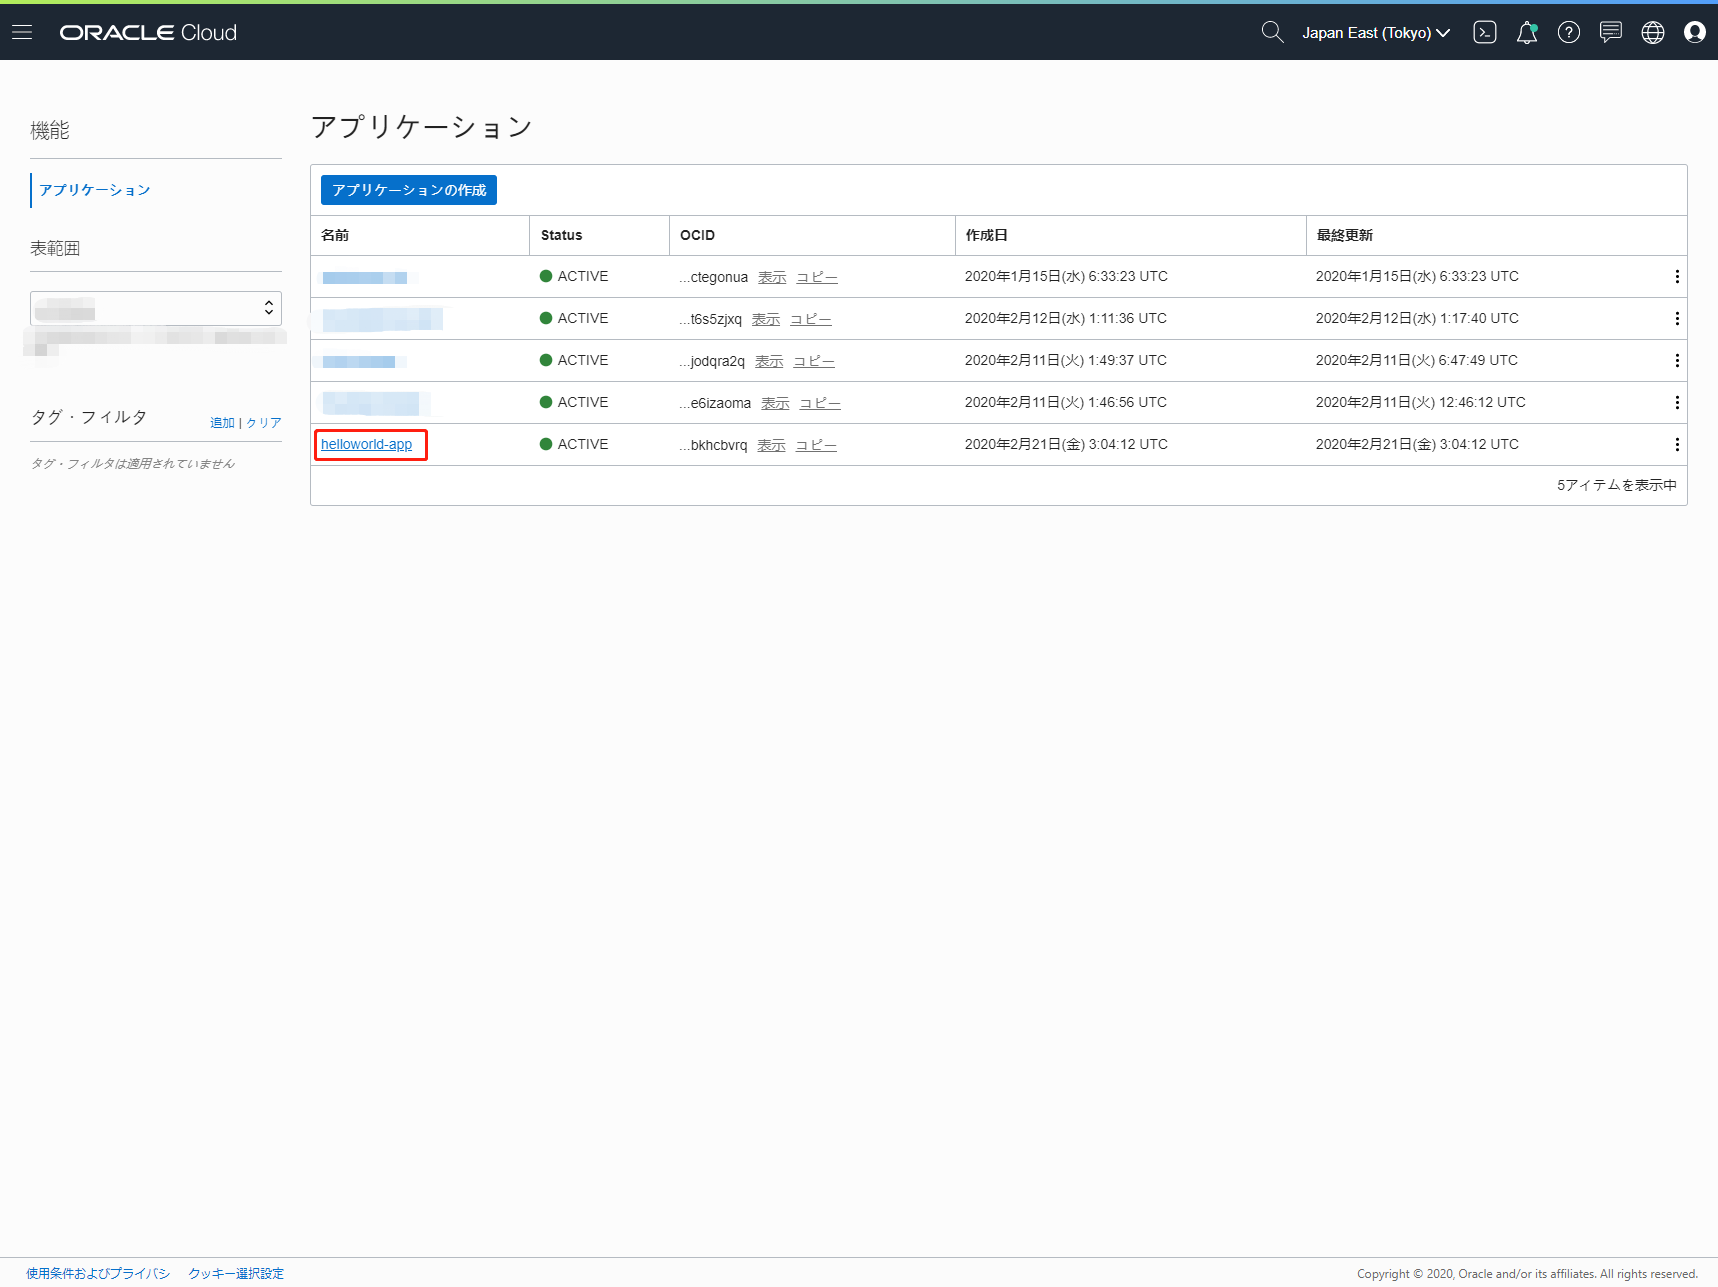 ORACLE Cloud
Japan East (Tokyo)
機能
アプリケーション
表範囲
タグ・フィルタ
追加 | クリア
タグ・フィルタは適用されていません
アプリケーション
アプリケーションの作成
名前 Status OCID 作成日 最終更新
ACTIVE ...ctegonua 表示 コピー 2020年1月15日(水) 6:33:23 UTC 2020年1月15日(水) 6:33:23 UTC
ACTIVE ...t6s5zjxq 表示 コピー 2020年2月12日(水) 1:11:36 UTC 2020年2月12日(水) 1:17:40 UTC
ACTIVE ...jodqra2q 表示 コピー 2020年2月11日(火) 1:49:37 UTC 2020年2月11日(火) 6:47:49 UTC
ACTIVE ...e6izaoma 表示 コピー 2020年2月11日(火) 1:46:56 UTC 2020年2月11日(火) 12:46:12 UTC
helloworld-app ACTIVE ...bkhcbvrq 表示 コピー 2020年2月21日(金) 3:04:12 UTC 2020年2月21日(金) 3:04:12 UTC
5アイテムを表示中
使用条件およびプライバシ クッキー選択設定
Copyright © 2020, Oracle and/or its affiliates. All rights reserved.